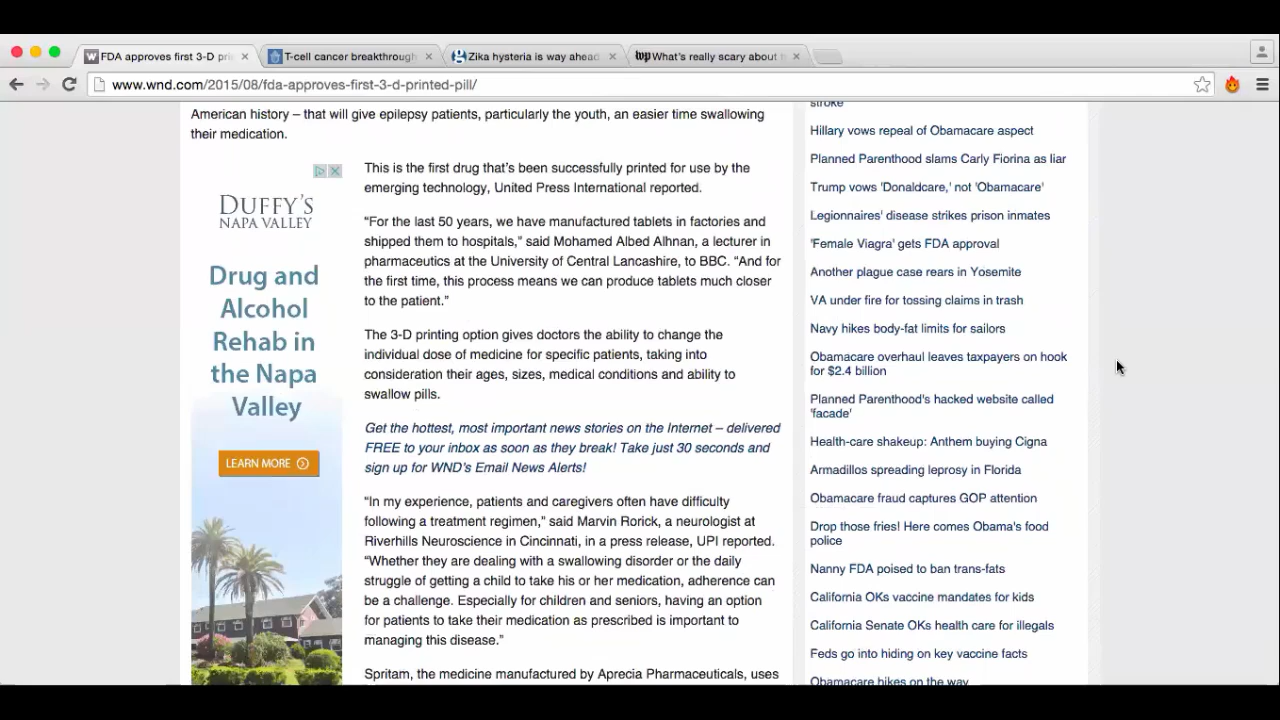 FDA approves first 3-D pri
T-cell cancer breakthrough
Zika hysteria is way ahead
wp What's really scary about
www.wnd.com/2015/08/fda-approves-first-3-d-printed-pill/
American history – that will give epilepsy patients, particularly the youth, an easier time swallowing
their medication.
DUFFY'S
NAPA VALLEY
Drug and
Alcohol
Rehab in
the Napa
Valley
LEARN MORE
This is the first drug that's been successfully printed for use by the
emerging technology, United Press International reported.
“For the last 50 years, we have manufactured tablets in factories and
shipped them to hospitals,” said Mohamed Albed Alhnan, a lecturer in
pharmaceutics at the University of Central Lancashire, to BBC. “And for
the first time, this process means we can produce tablets much closer
to the patient.”
The 3-D printing option gives doctors the ability to change the
individual dose of medicine for specific patients, taking into
consideration their ages, sizes, medical conditions and ability to
swallow pills.
Get the hottest, most important news stories on the Internet – delivered
FREE to your inbox as soon as they break! Take just 30 seconds and
sign up for WND's Email News Alerts!
“In my experience, patients and caregivers often have difficulty
following a treatment regimen,” said Marvin Rorick, a neurologist at
Riverhills Neuroscience in Cincinnati, in a press release, UPI reported.
“Whether they are dealing with a swallowing disorder or the daily
struggle of getting a child to take his or her medication, adherence can
be a challenge. Especially for children and seniors, having an option
for patients to take their medication as prescribed is important to
managing this disease.”
Spritam, the medicine manufactured by Aprecia Pharmaceuticals, uses
stroke
Hillary vows repeal of Obamacare aspect
Planned Parenthood slams Carly Fiorina as liar
Trump vows 'Donaldcare,' not 'Obamacare'
Legionnaires' disease strikes prison inmates
'Female Viagra' gets FDA approval
Another plague case rears in Yosemite
VA under fire for tossing claims in trash
Navy hikes body-fat limits for sailors
Obamacare overhaul leaves taxpayers on hook
for $2.4 billion
Planned Parenthood's hacked website called
'facade'
Health-care shakeup: Anthem buying Cigna
Armadillos spreading leprosy in Florida
Obamacare fraud captures GOP attention
Drop those fries! Here comes Obama's food
police
Nanny FDA poised to ban trans-fats
California OKs vaccine mandates for kids
California Senate OKs health care for illegals
Feds go into hiding on key vaccine facts
Obamacare hikes on the way